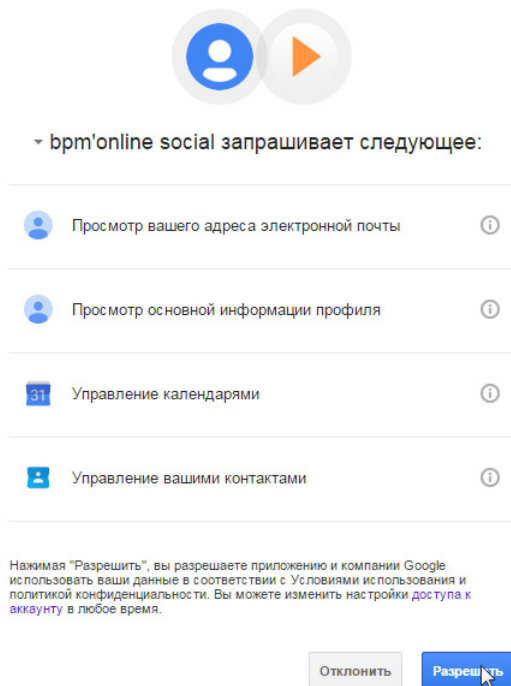 bpm'online social запрашивает следующее:
Просмотр вашего адреса электронной почты
Просмотр основной информации профиля
31
Управление календарями
Управление вашими контактами
Нажимая "Разрешить", вы разрешаете приложению и компании Google
использовать ваши данные в соответствии с Условиями использования и
политикой конфиденциальности. Вы можете изменить настройки доступа к
аккаунту в любое время.
Отклонить
Разрешить